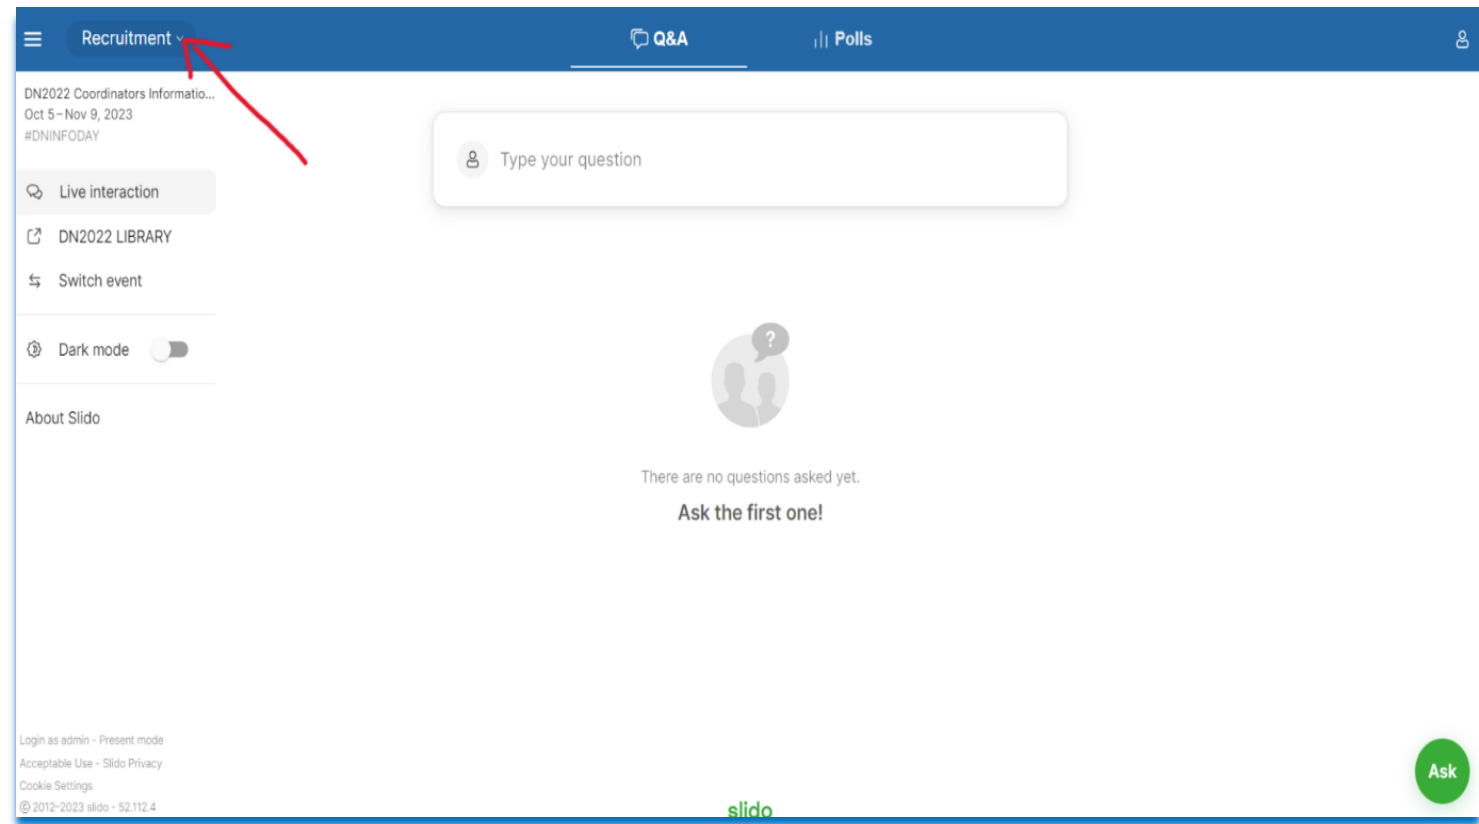 Recruitment
Q&A
Polls
DN2022 Coordinators Informatio...
Oct 5–Nov 9, 2023
#DNINFODAY
Type your question
Live interaction
DN2022 LIBRARY
Switch event
Dark mode
?
About Slido
There are no questions asked yet.
Ask the first one!
Login as admin - Present mode
Acceptable Use - Slido Privacy
Cookie Settings
© 2012-2023 slido - 52.112.4
Ask
slido